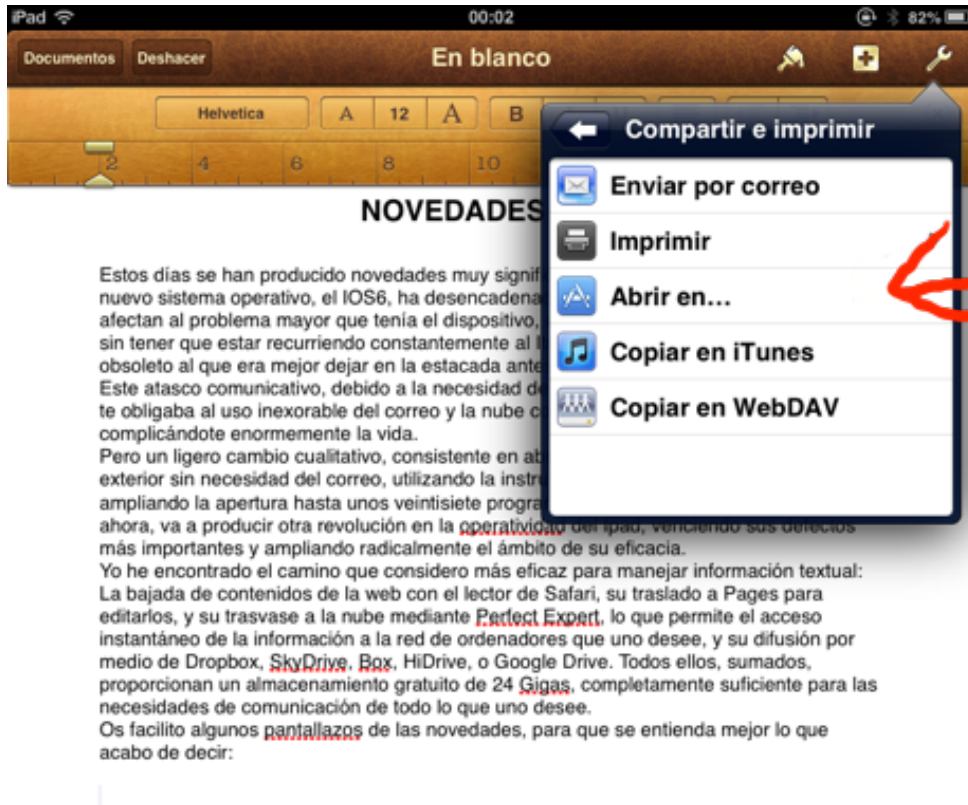 iPad 00:02 82%
Documentos Deshacer En blanco
Helvetica A 12 A B
2 4 6 8 10
Compartir e imprimir
Enviar por correo
Imprimir
Abrir en...
Copiar en iTunes
Copiar en WebDAV
NOVEDADES
Estos días se han producido novedades muy signif
nuevo sistema operativo, el IOS6, ha desencadena
afectan al problema mayor que tenía el dispositivo,
sin tener que estar recurriendo constantemente al
obsoleto al que era mejor dejar en la estacada ante
Este atasco comunicativo, debido a la necesidad d
te obligaba al uso inexorable del correo y la nube c
complicándote enormemente la vida.
Pero un ligero cambio cualitativo, consistente en ab
exterior sin necesidad del correo, utilizando la instr
ampliando la apertura hasta unos veintisiete progra
ahora, va a producir otra revolución en la operatividad del ipad, venciendo sus defectos
más importantes y ampliando radicalmente el ámbito de su eficacia.
Yo he encontrado el camino que considero más eficaz para manejar información textual:
La bajada de contenidos de la web con el lector de Safari, su traslado a Pages para
editarlos, y su trasvase a la nube mediante Perfect Expert, lo que permite el acceso
instantáneo de la información a la red de ordenadores que uno desee, y su difusión por
medio de Dropbox, SkyDrive, Box, HiDrive, o Google Drive. Todos ellos, sumados,
proporcionan un almacenamiento gratuito de 24 Gigas, completamente suficiente para las
necesidades de comunicación de todo lo que uno desee.
Os facilito algunos pantallazos de las novedades, para que se entienda mejor lo que
acabo de decir: